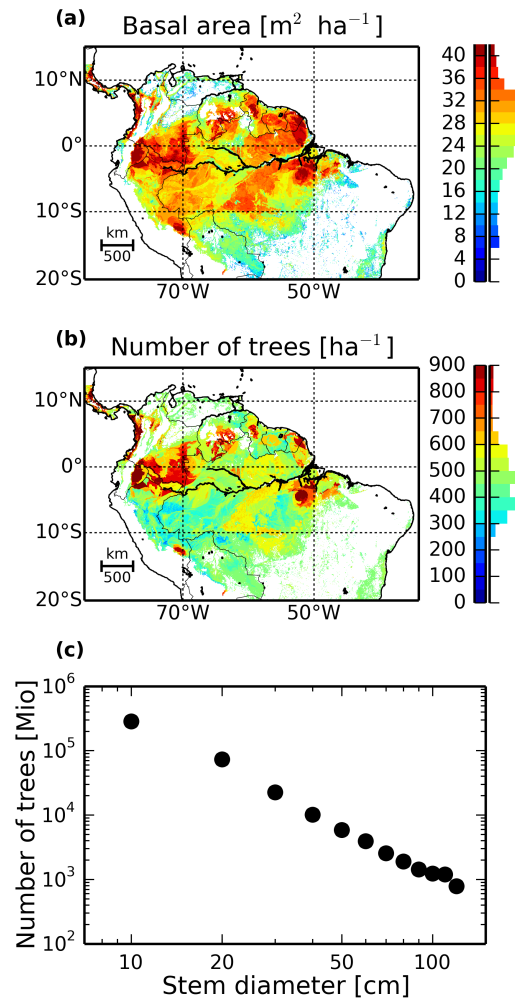 (a)
Basal area [m² ha⁻¹]
10°N
0°
10°S
20°S
km
500
70°W 50°W
40
36
32
28
24
20
16
12
8
4
0
(b)
Number of trees [ha⁻¹]
10°N
0°
10°S
20°S
km
500
70°W 50°W
900
800
700
600
500
400
300
200
100
0
(c)
Number of trees [Mio]
10⁶
10⁵
10⁴
10³
10²
10 20 50 100
Stem diameter [cm]